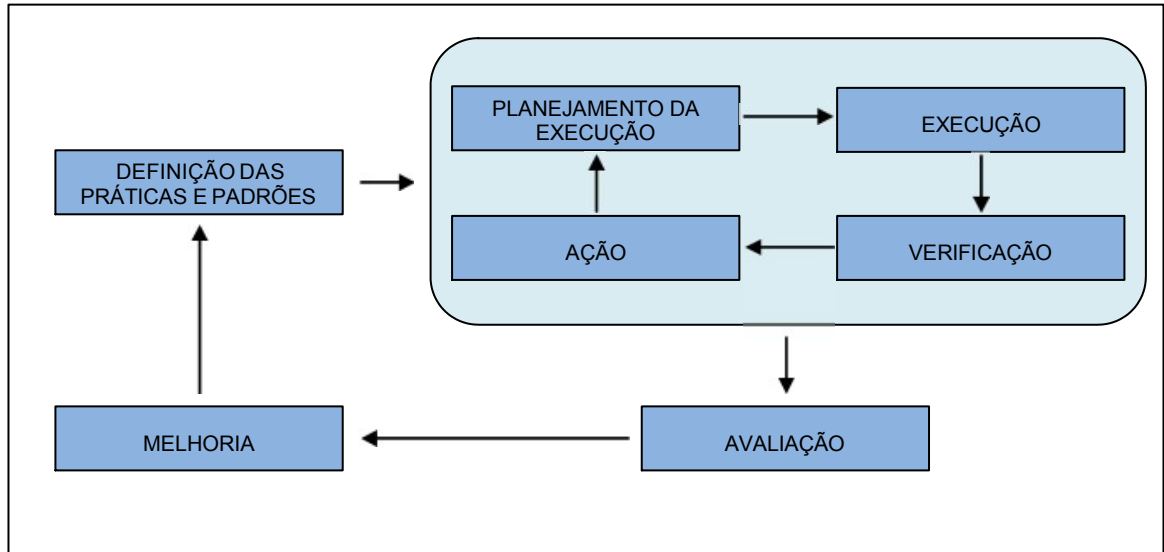 PLANEJAMENTO DA
EXECUÇÃO
EXECUÇÃO
DEFINIÇÃO DAS
PRÁTICAS E PADRÕES
AÇÃO
VERIFICAÇÃO
MELHORIA
AVALIAÇÃO